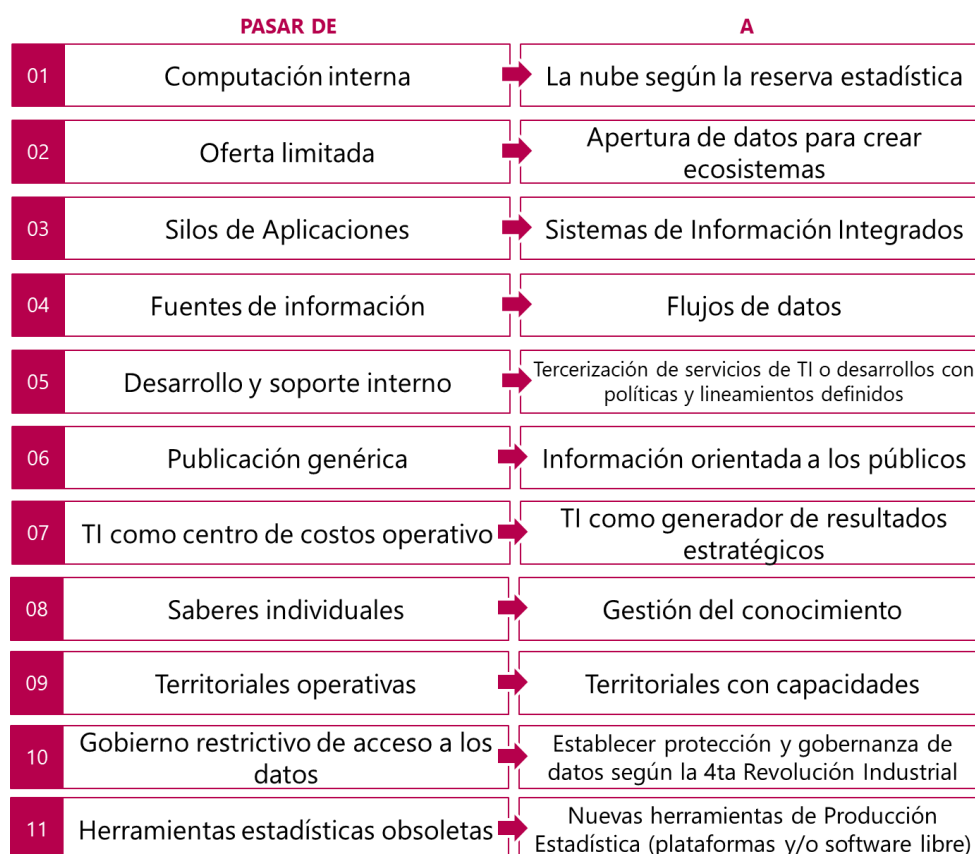 PASAR DE
A
01
Computación interna
La nube según la reserva estadística
02
Oferta limitada
Apertura de datos para crear
ecosistemas
03
Silos de Aplicaciones
Sistemas de Información Integrados
04
Fuentes de información
Flujos de datos
05
Desarrollo y soporte interno
Tercerización de servicios de TI o desarrollos con
políticas y lineamientos definidos
06
Publicación genérica
Información orientada a los públicos
07
TI como centro de costos operativo
TI como generador de resultados
estratégicos
08
Saberes individuales
Gestión del conocimiento
09
Territoriales operativas
Territoriales con capacidades
10
Gobierno restrictivo de acceso a los
datos
Establecer protección y gobernanza de
datos según la 4ta Revolución Industrial
11
Herramientas estadísticas obsoletas
Nuevas herramientas de Producción
Estadística (plataformas y/o software libre)